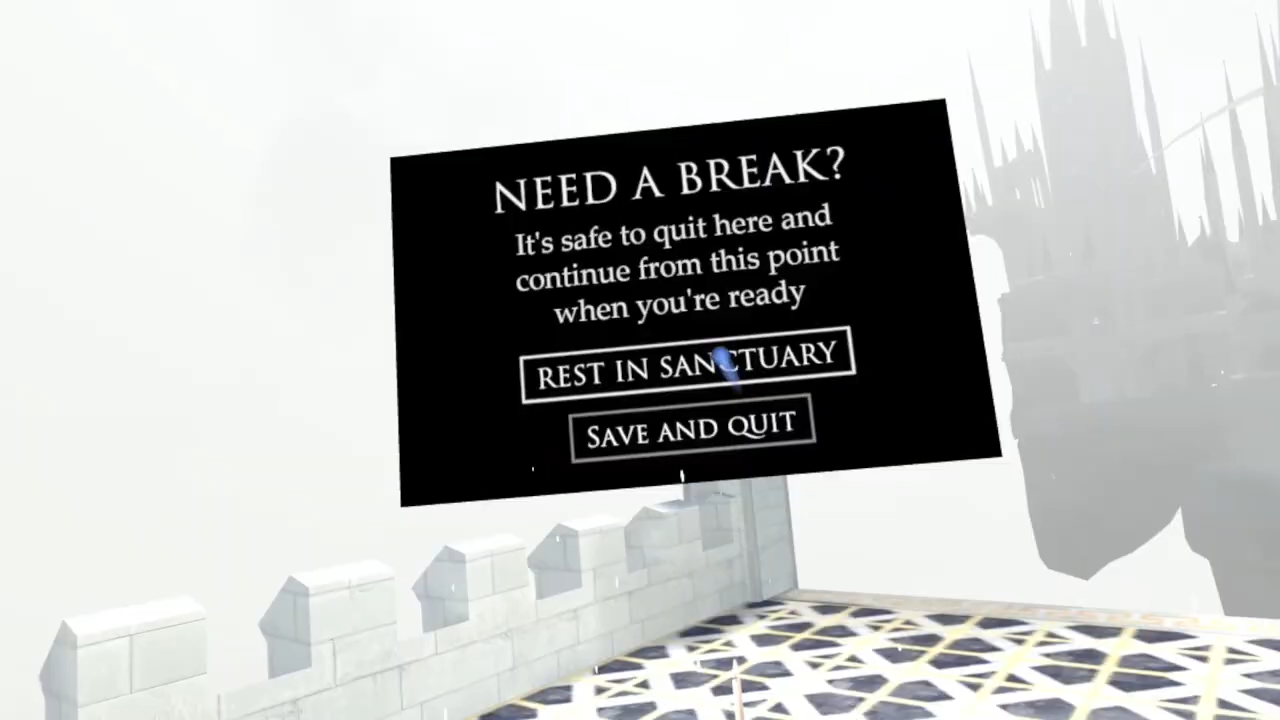 NEED A BREAK?
It's safe to quit here and
continue from this point
when you're ready
REST IN SANCTUARY
SAVE AND QUIT